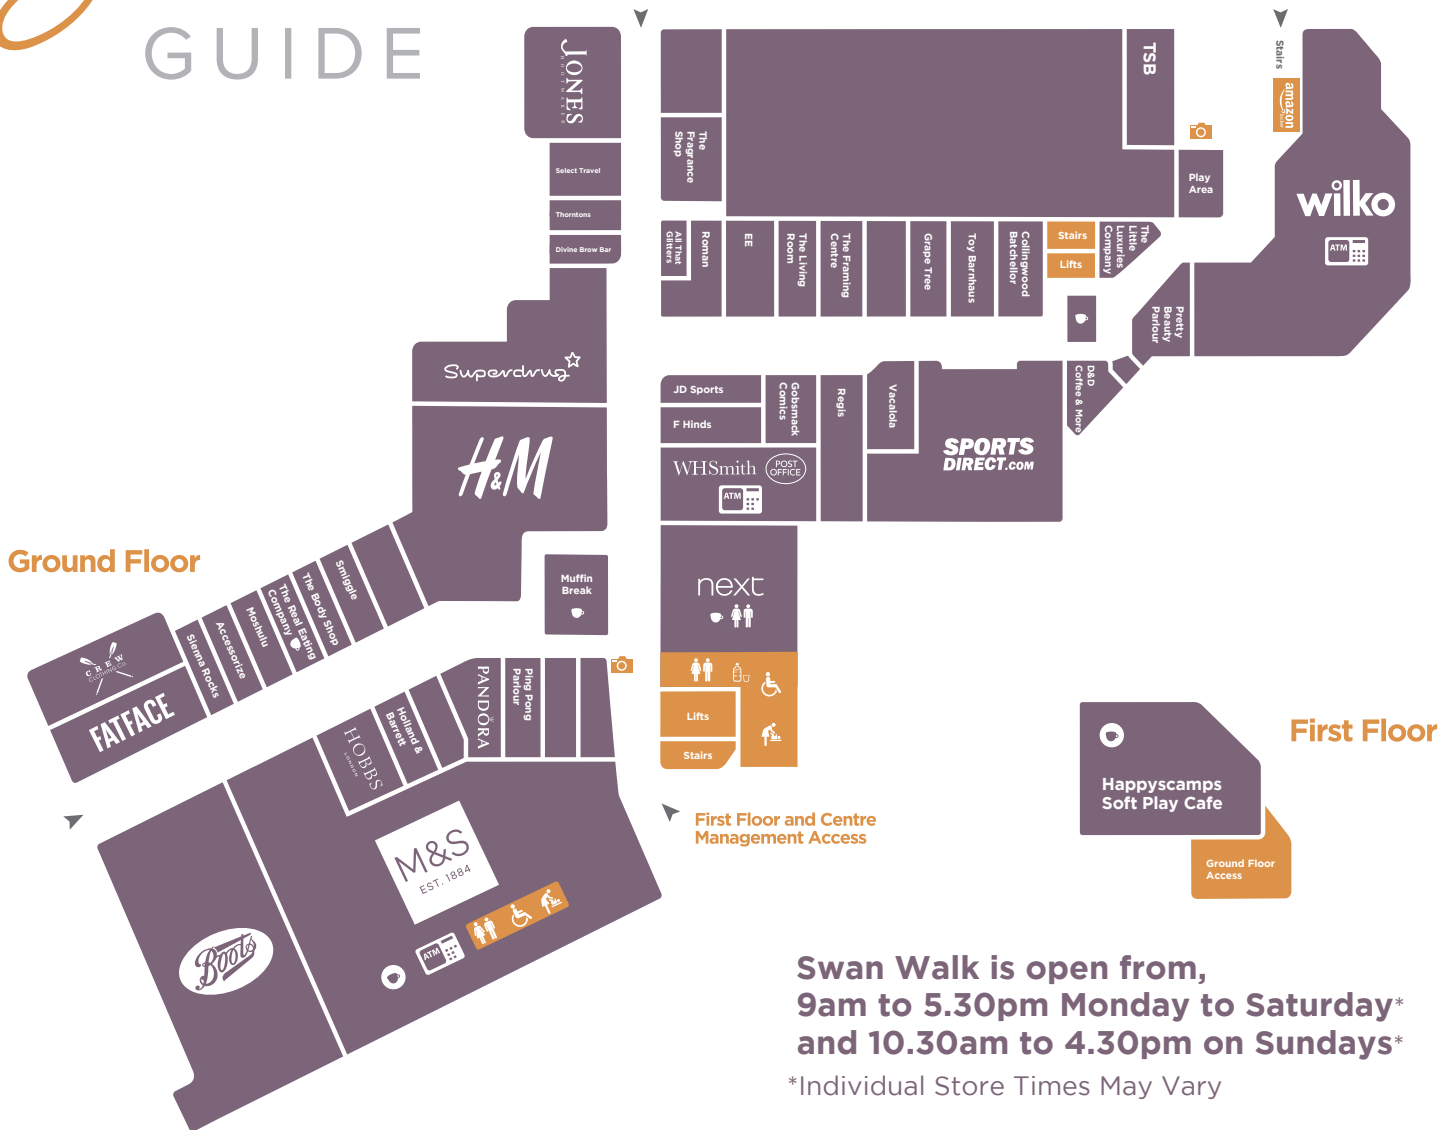 GUIDE
JONES
BOOTMAKER
Select Travel
Thorntons
Divine Brow Bar
Superdrug
H&M
The
Fragrance
Shop
TSB
Play
Area
Stairs
amazon
wilko
ATM
All That
Glitters
Roman
EE
The Living
Room
The Framing
Centre
Grape Tree
Toy Barnhaus
Collingwood
Batchellor
Stairs
Lifts
The
Little
Luxuries
Company
Pretty
Beauty
Parlour
JD Sports
F Hinds
Gobsmack
Comics
Regis
Vacalola
SPORTS
DIRECT.COM
D&D
Coffee & More
WHSmith
POST
OFFICE
ATM
Ground Floor
next
Muffin
Break
Smiggle
The Body Shop
The Real Eating
Company
Moshulu
Accessorize
Sienna Rocks
CREW
CLOTHING CO
FATFACE
PANDORA
Ping Pong
Parlour
Holland &
Barrett
HOBBS
LONDON
Lifts
Stairs
First Floor and Centre
Management Access
M&S
EST. 1884
ATM
Boots
First Floor
Happyscamps
Soft Play Cafe
Ground Floor
Access
Swan Walk is open from,
9am to 5.30pm Monday to Saturday*
and 10.30am to 4.30pm on Sundays*
*Individual Store Times May Vary